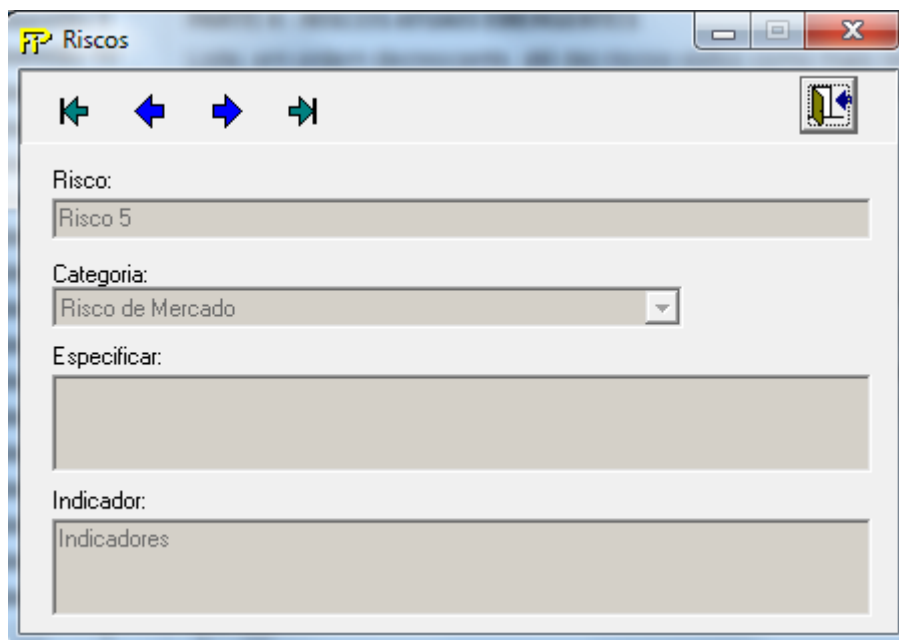 Riscos
Risco:
Risco 5
Categoria:
Risco de Mercado
Especificar:
Indicador:
Indicadores